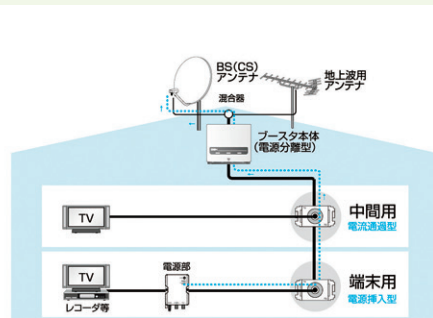 BS(CS)
アンテナ
地上波用
アンテナ
混合器
ブースタ本体
(電源分離型)
TV
中間用
電流通過型
電源部
TV
端末用
電源挿入型
レコーダ等